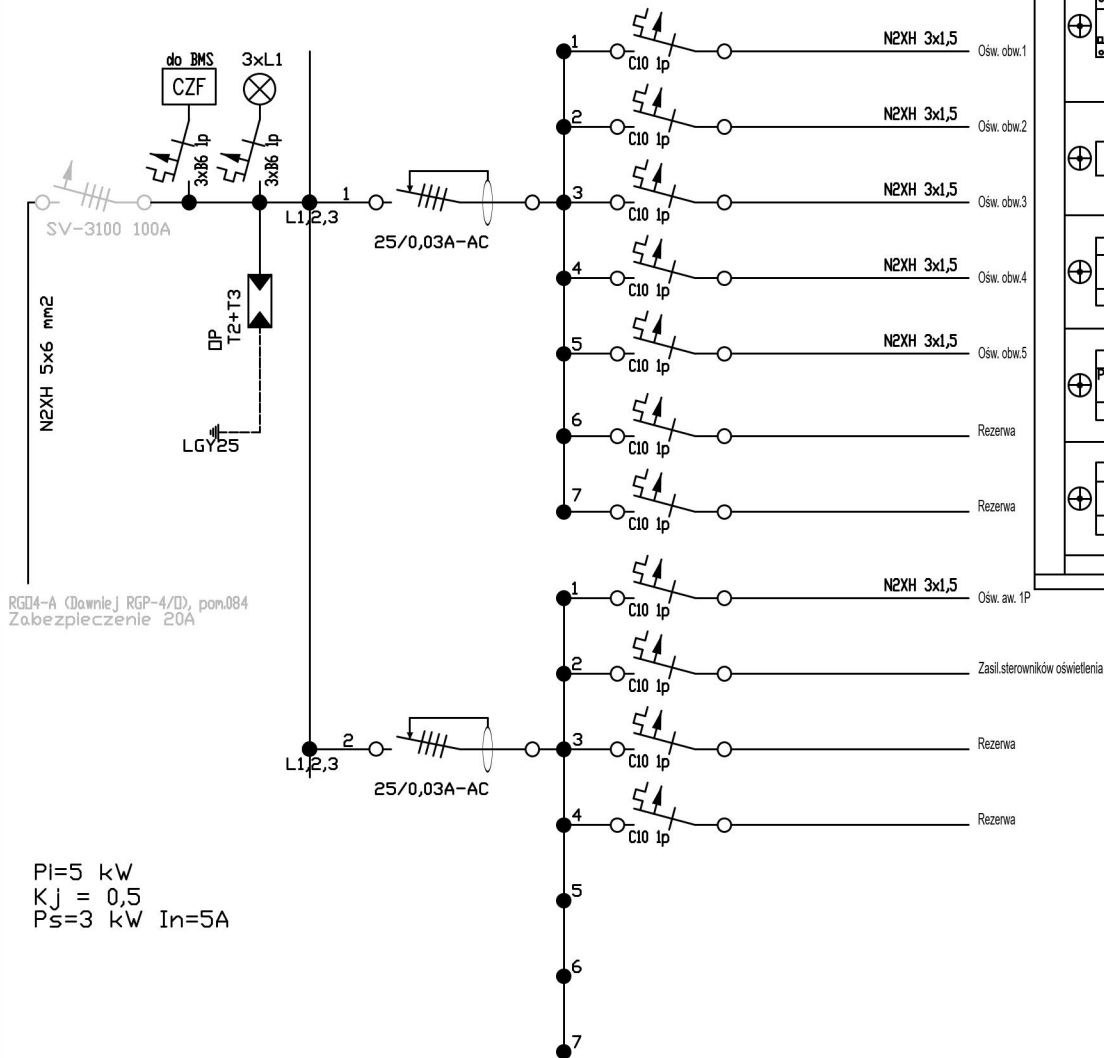 do BMS
CZF
3xL1
3xB6 1p
3xB6 1p
SV-3100 100A
L1,2,3
1
25/0,03A-AC
N2XH 5x6 mm2
OP
T2+T3
LGY25
RGO4-A (Dawniej RGP-4/O), pom.084
Zabezpieczenie 20A
1
C10 1p
N2XH 3x1,5
Ośw. obw.1
2
C10 1p
N2XH 3x1,5
Ośw. obw.2
3
C10 1p
N2XH 3x1,5
Ośw. obw.3
4
C10 1p
N2XH 3x1,5
Ośw. obw.4
5
C10 1p
N2XH 3x1,5
Ośw. obw.5
6
C10 1p
Rezerwa
7
C10 1p
Rezerwa
L1,2,3
2
25/0,03A-AC
1
C10 1p
N2XH 3x1,5
Ośw. aw. 1P
2
C10 1p
Zasil.sterowników oświetlenia
3
C10 1p
Rezerwa
4
C10 1p
Rezerwa
5
6
7
Pi=5 kW
Kj = 0,5
Ps=3 kW In=5A